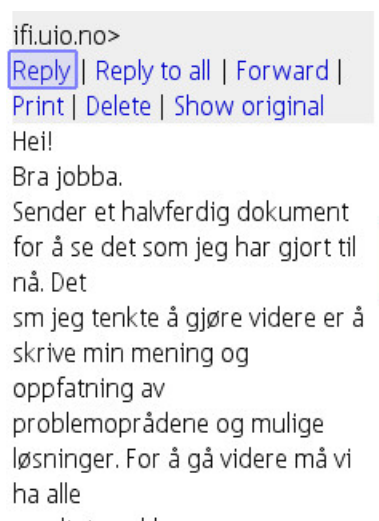 ifi.uio.no>
Reply | Reply to all | Forward |
Print | Delete | Show original
Hei!
Bra jobba.
Sender et halvferdig dokument
for å se det som jeg har gjort til
nå. Det
sm jeg tenkte å gjøre videre er å
skrive min mening og
oppfatning av
problemoprådene og mulige
løsninger. For å gå videre må vi
ha alle